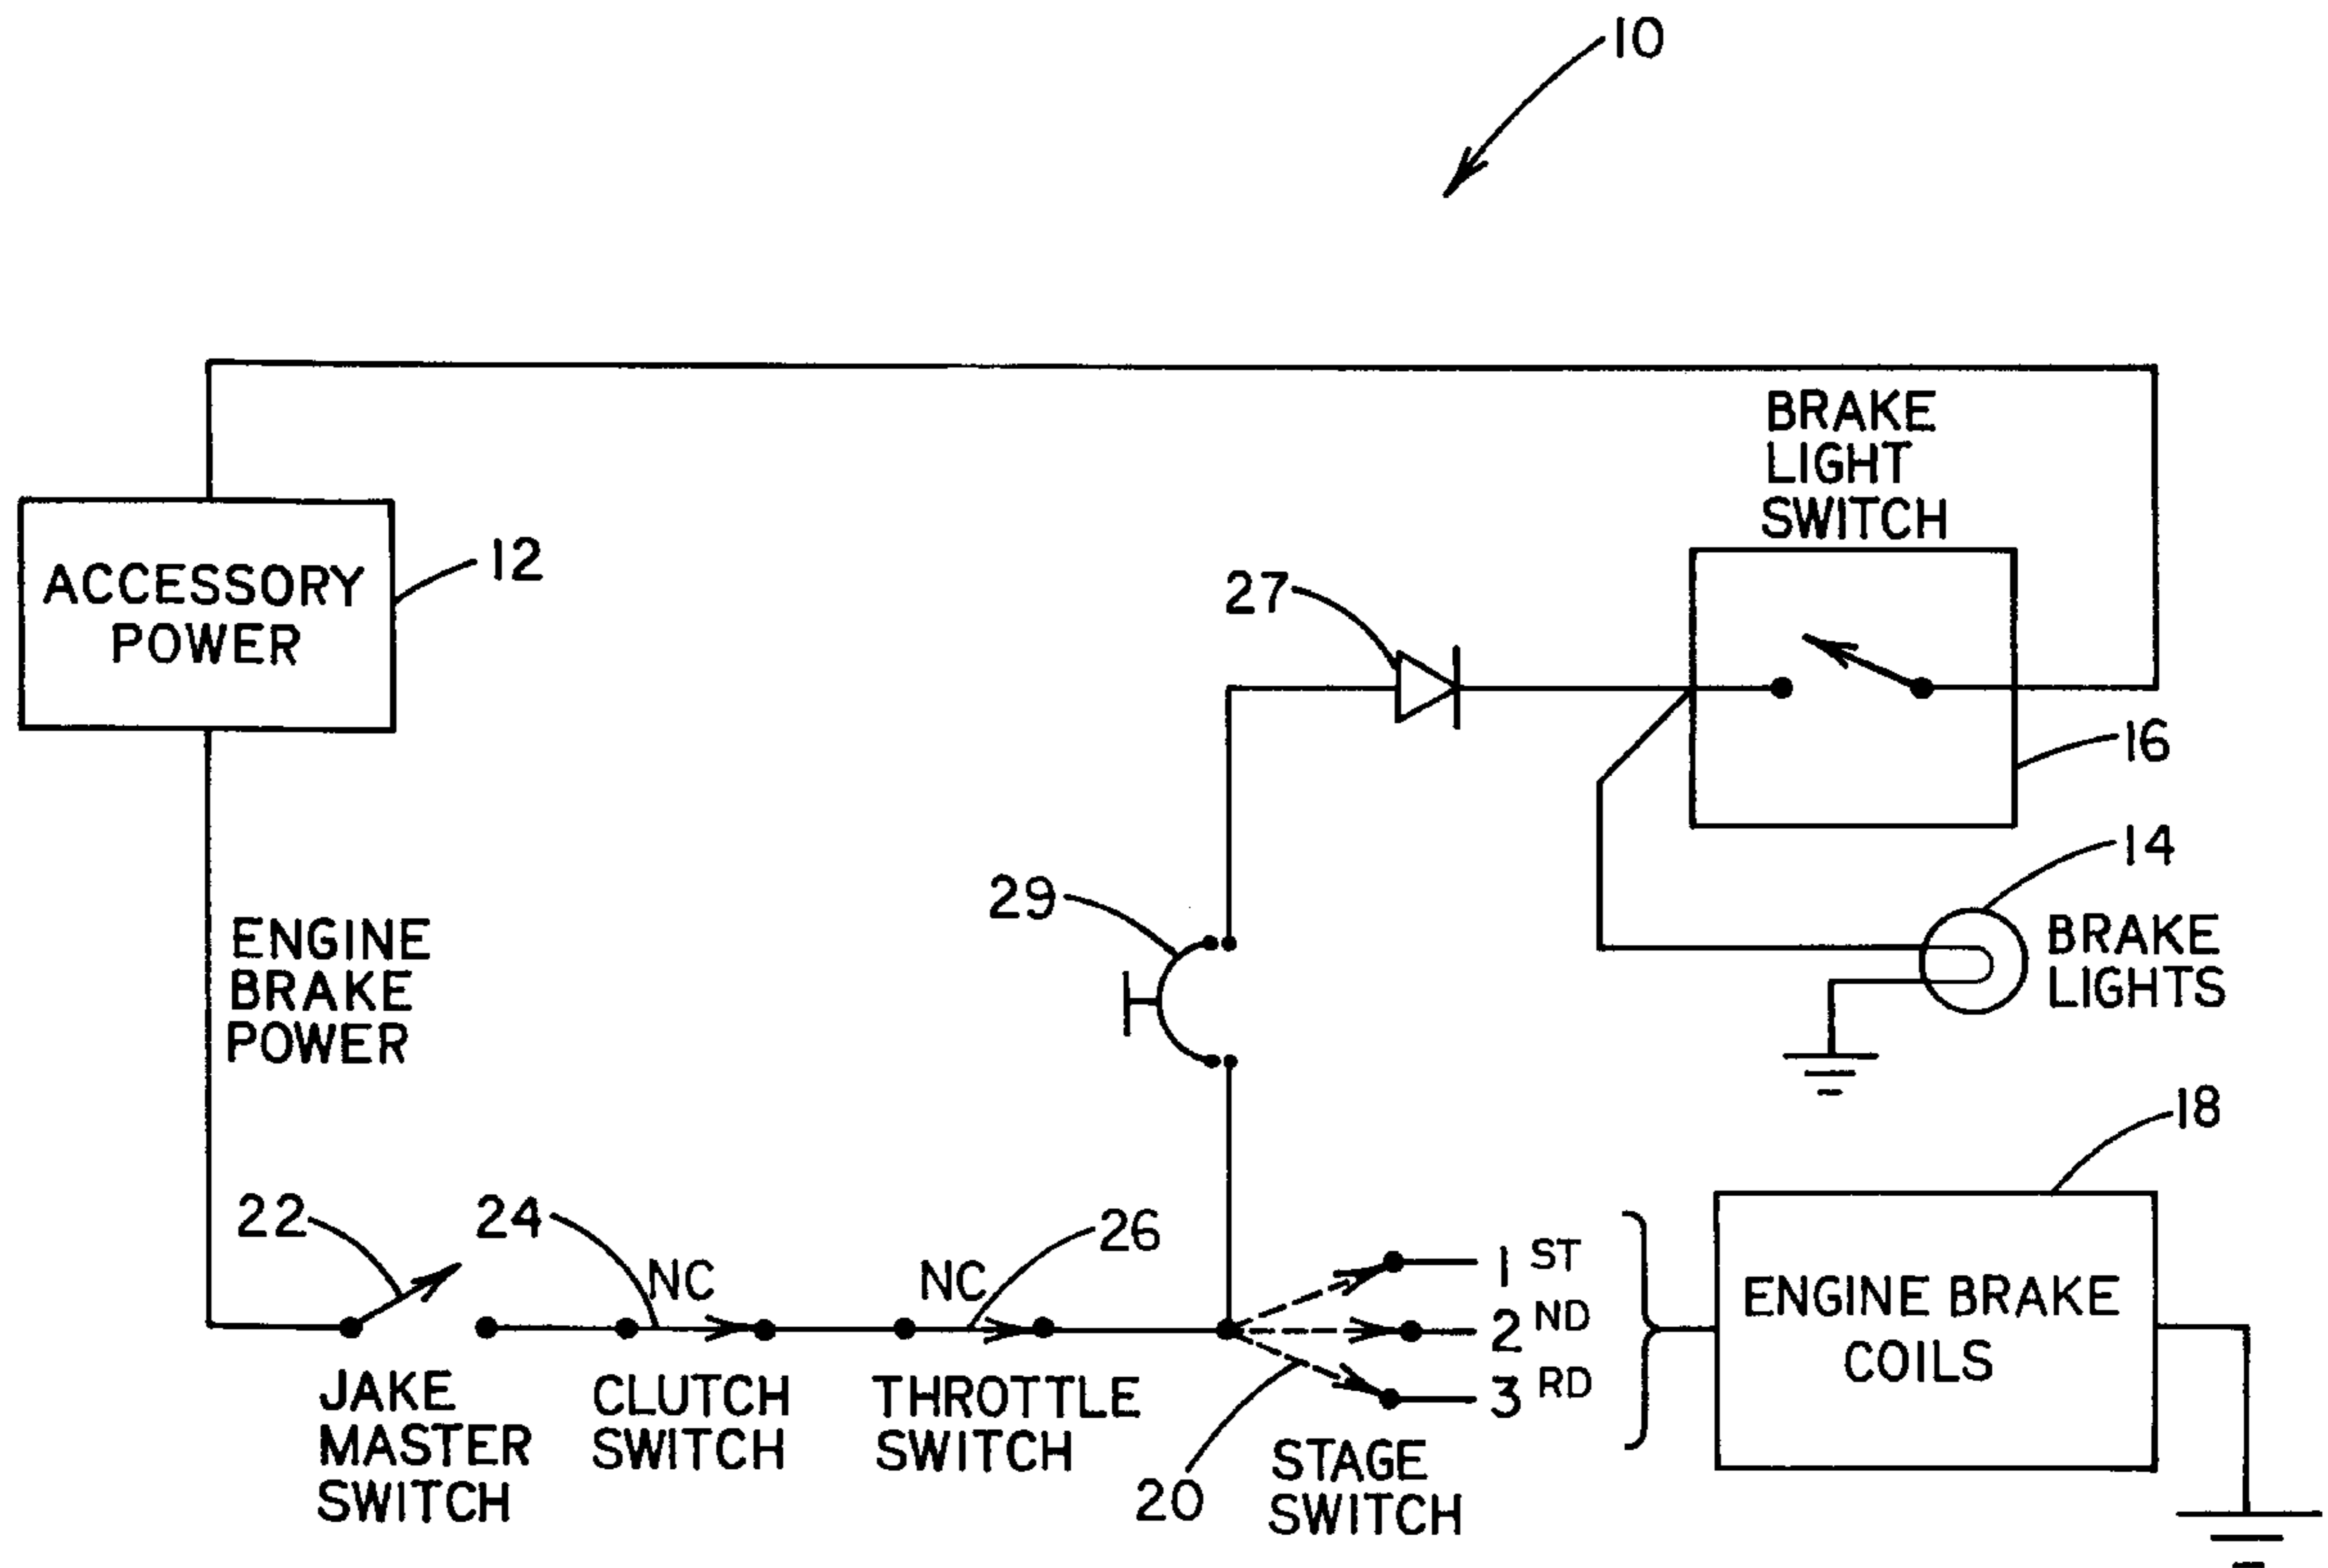 10
BRAKE
LIGHT
SWITCH
ACCESSORY
POWER
12
27
16
14
BRAKE
LIGHTS
29
ENGINE
BRAKE
POWER
18
22
24
NC
NC
26
1 ST
2 ND
3 RD
ENGINE BRAKE
COILS
JAKE
MASTER
SWITCH
CLUTCH
SWITCH
THROTTLE
SWITCH
20
STAGE
SWITCH